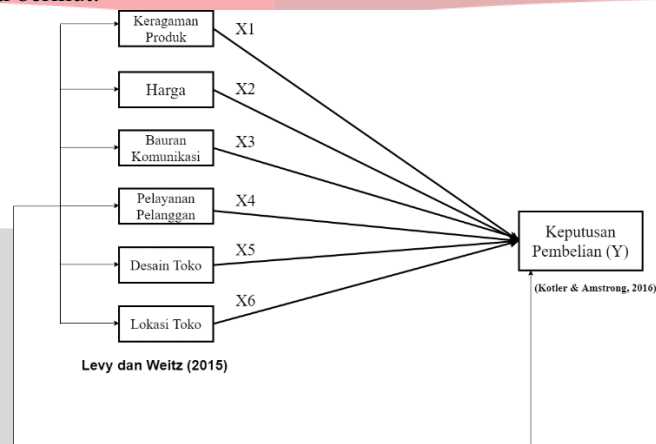 Keragaman
Produk
X1
Harga
X2
Bauran
Komunikasi
X3
Pelayanan
Pelanggan
X4
Desain Toko
X5
Lokasi Toko
X6
Levy dan Weitz (2015)
Keputusan
Pembelian (Y)
(Kotler & Amstrong, 2016)